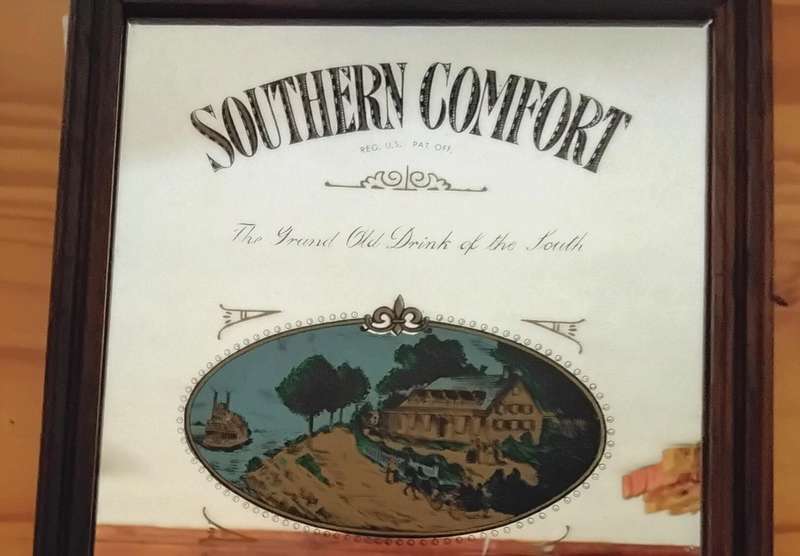 SOUTHERN COMFORT
REG. U.S. PAT. OFF.
The Grand Old Drink of the South